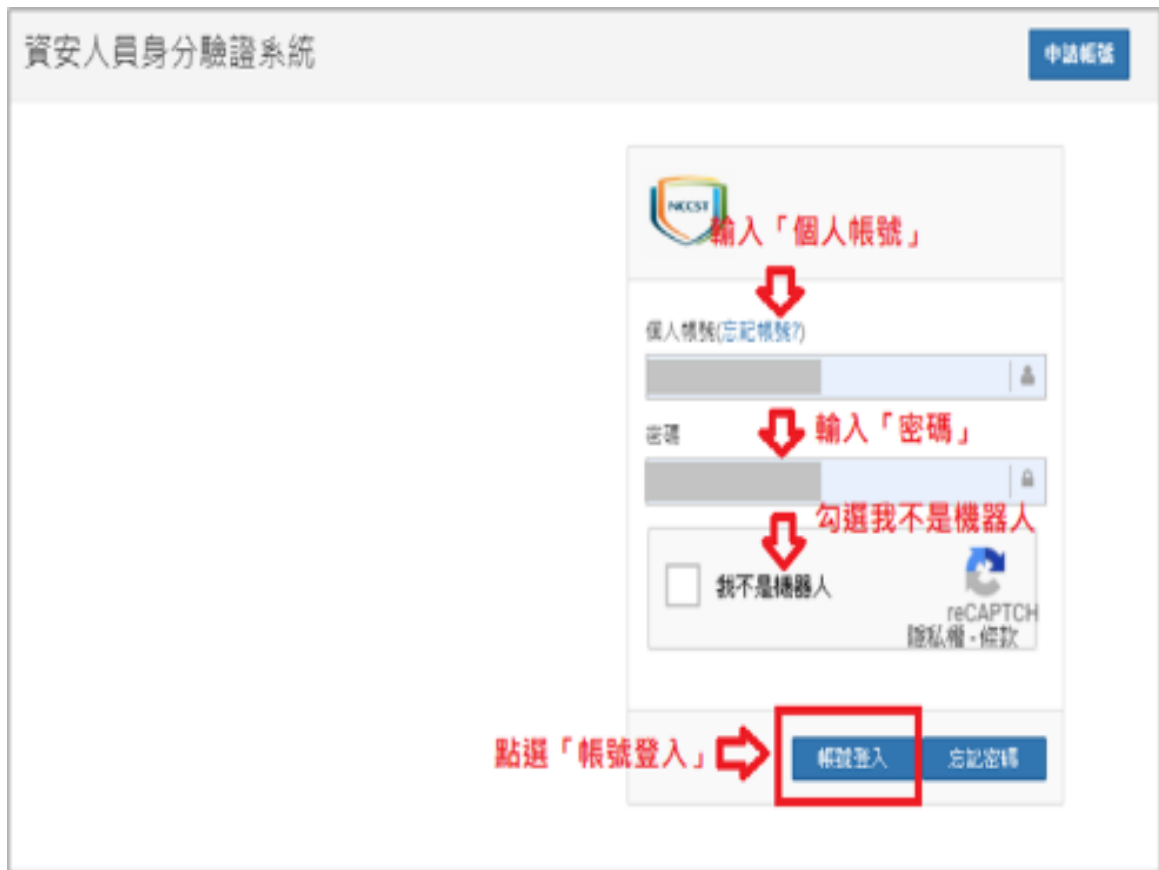 資安人員身分驗證系統
申請帳號
NCCST
輸入「個人帳號」
個人帳號(忘記帳號?)
密碼
輸入「密碼」
勾選我不是機器人
我不是機器人
reCAPTCH
隱私權 - 條款
點選「帳號登入」
帳號登入
忘記密碼